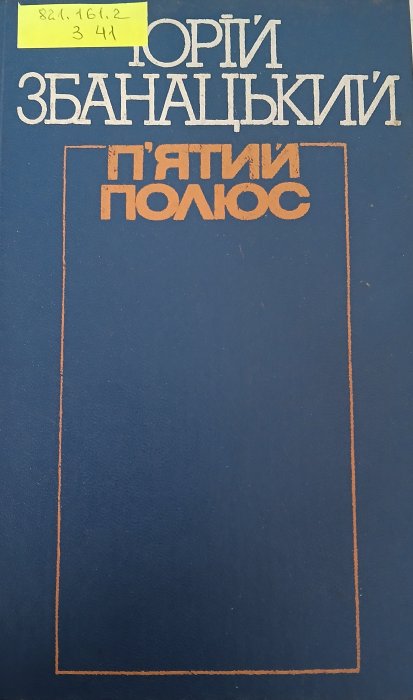 821.161.2
З 41
ЮРІЙ
ЗБАНАЦЬКИЙ
П'ЯТИЙ
ПОЛЮС